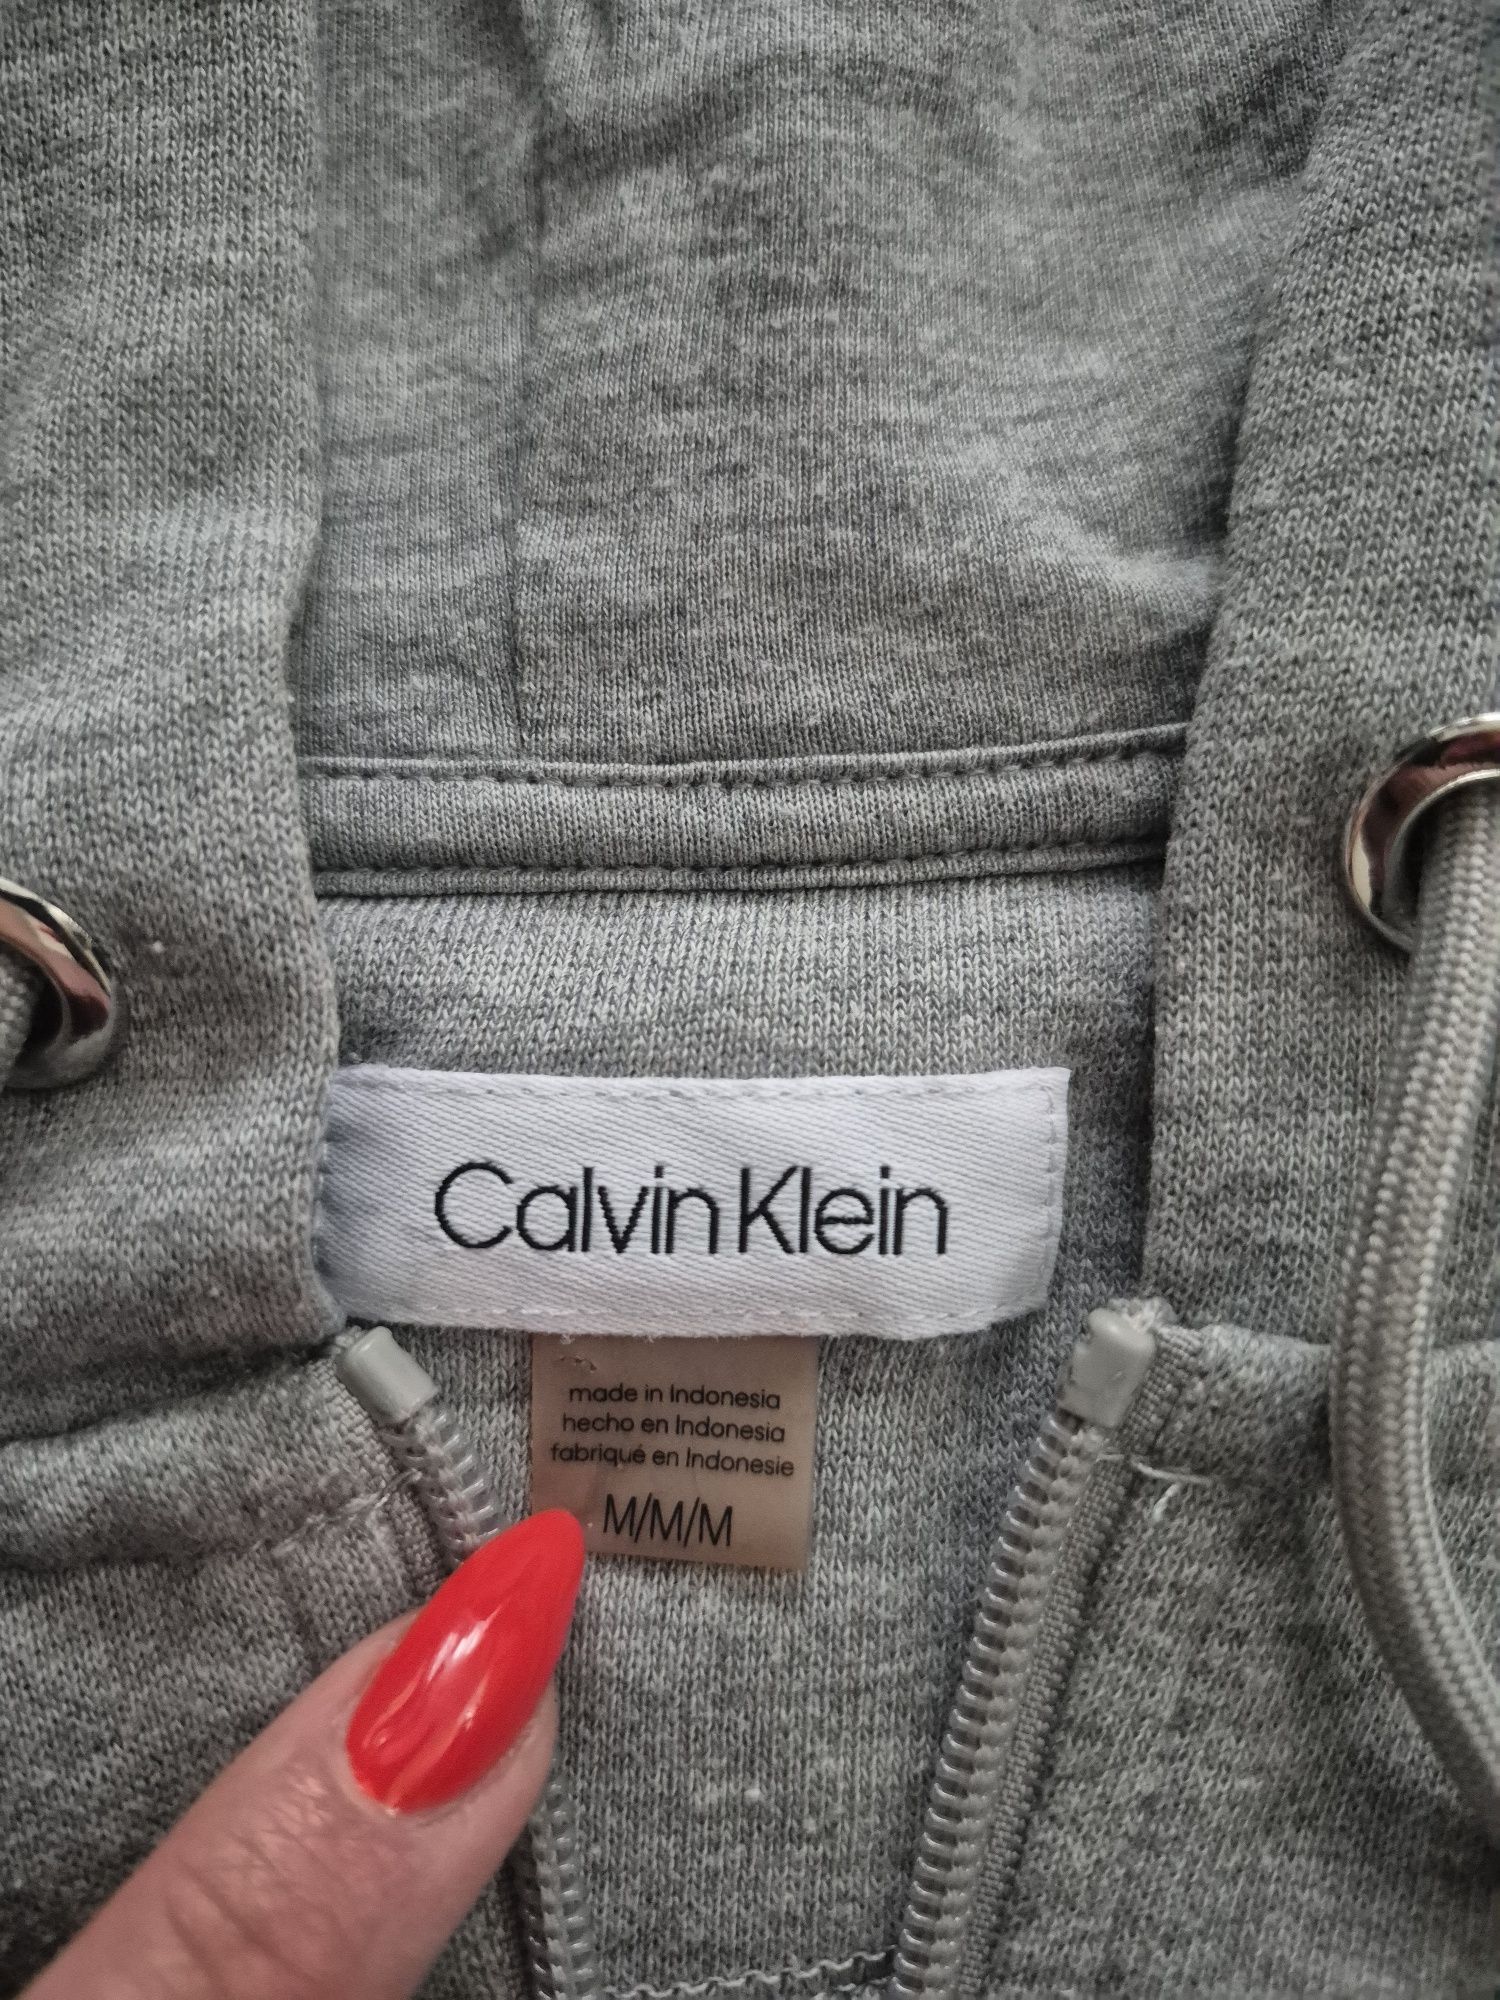 Calvin Klein
made in Indonesia
hecho en Indonesia
fabriqué en Indonesie
M/M/M